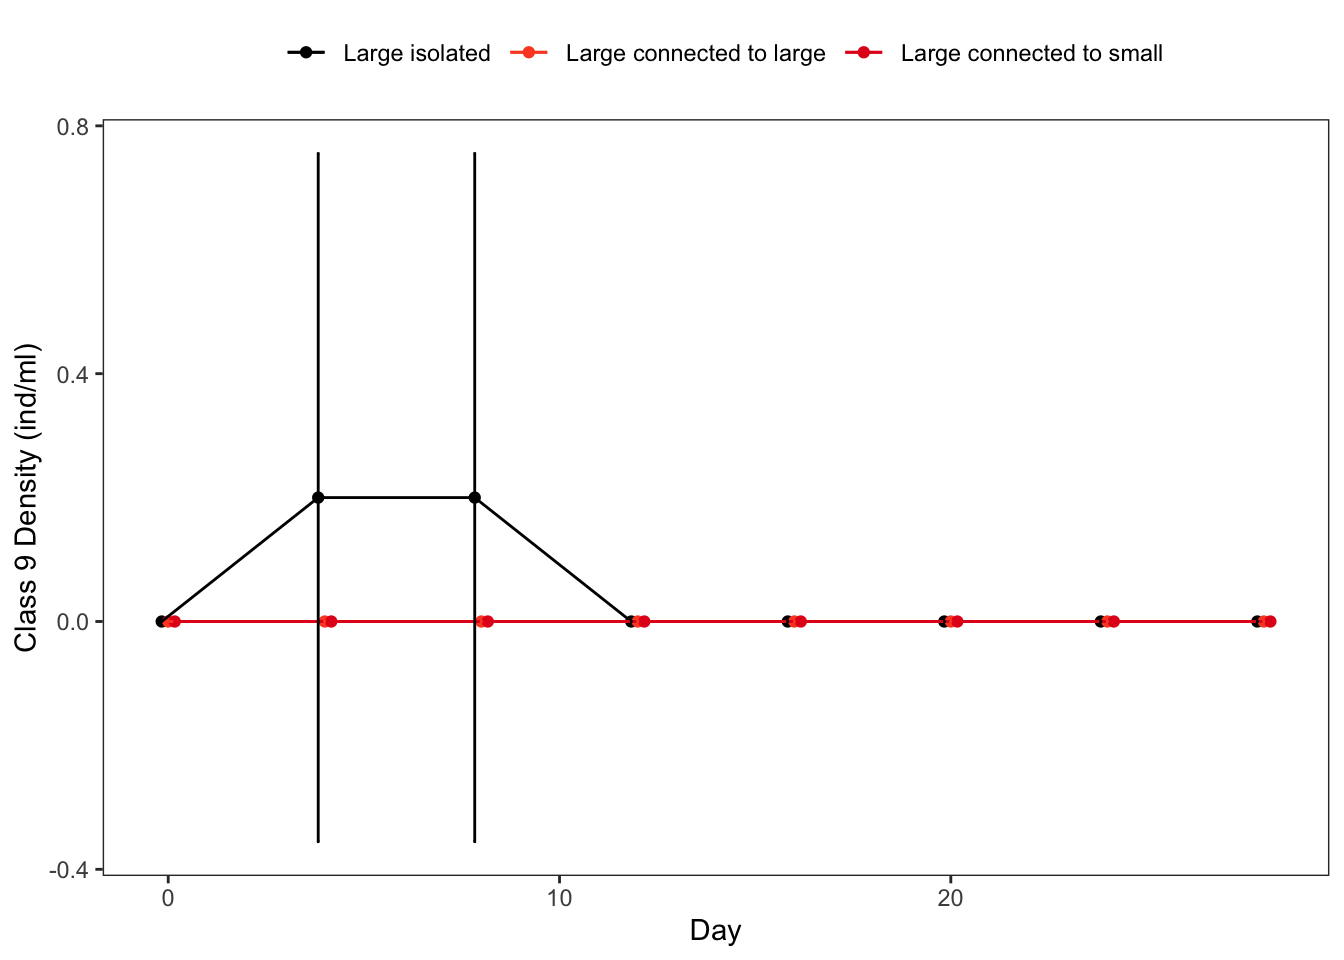 Large isolated Large connected to large Large connected to small
0.8
0.4
0.0
-0.4
Class 9 Density (ind/ml)
0 10 20
Day